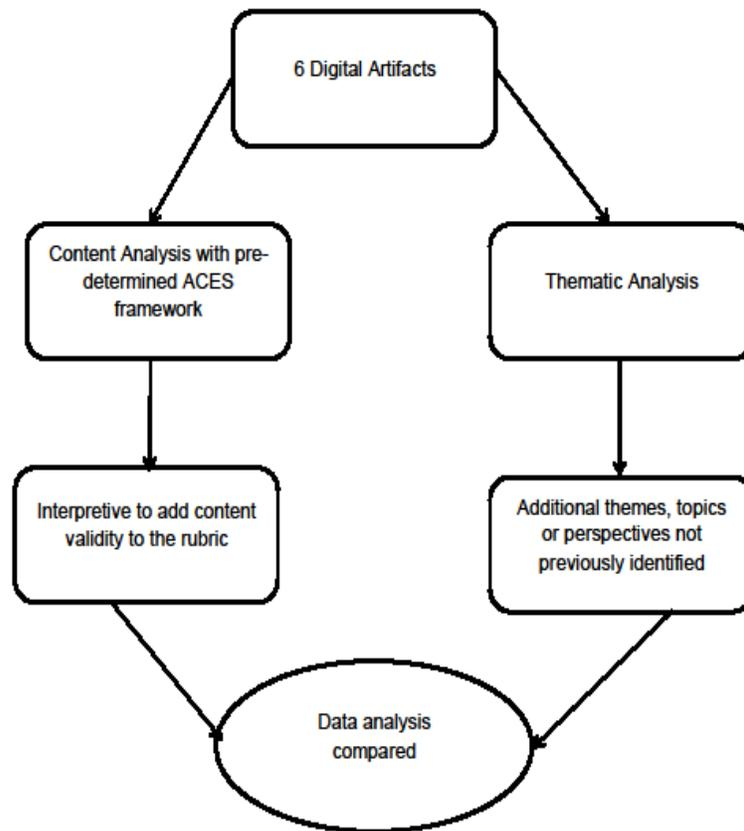 6 Digital Artifacts
Content Analysis with pre-
determined ACES
framework
Thematic Analysis
Interpretive to add content
validity to the rubric
Additional themes, topics
or perspectives not
previously identified
Data analysis
compared